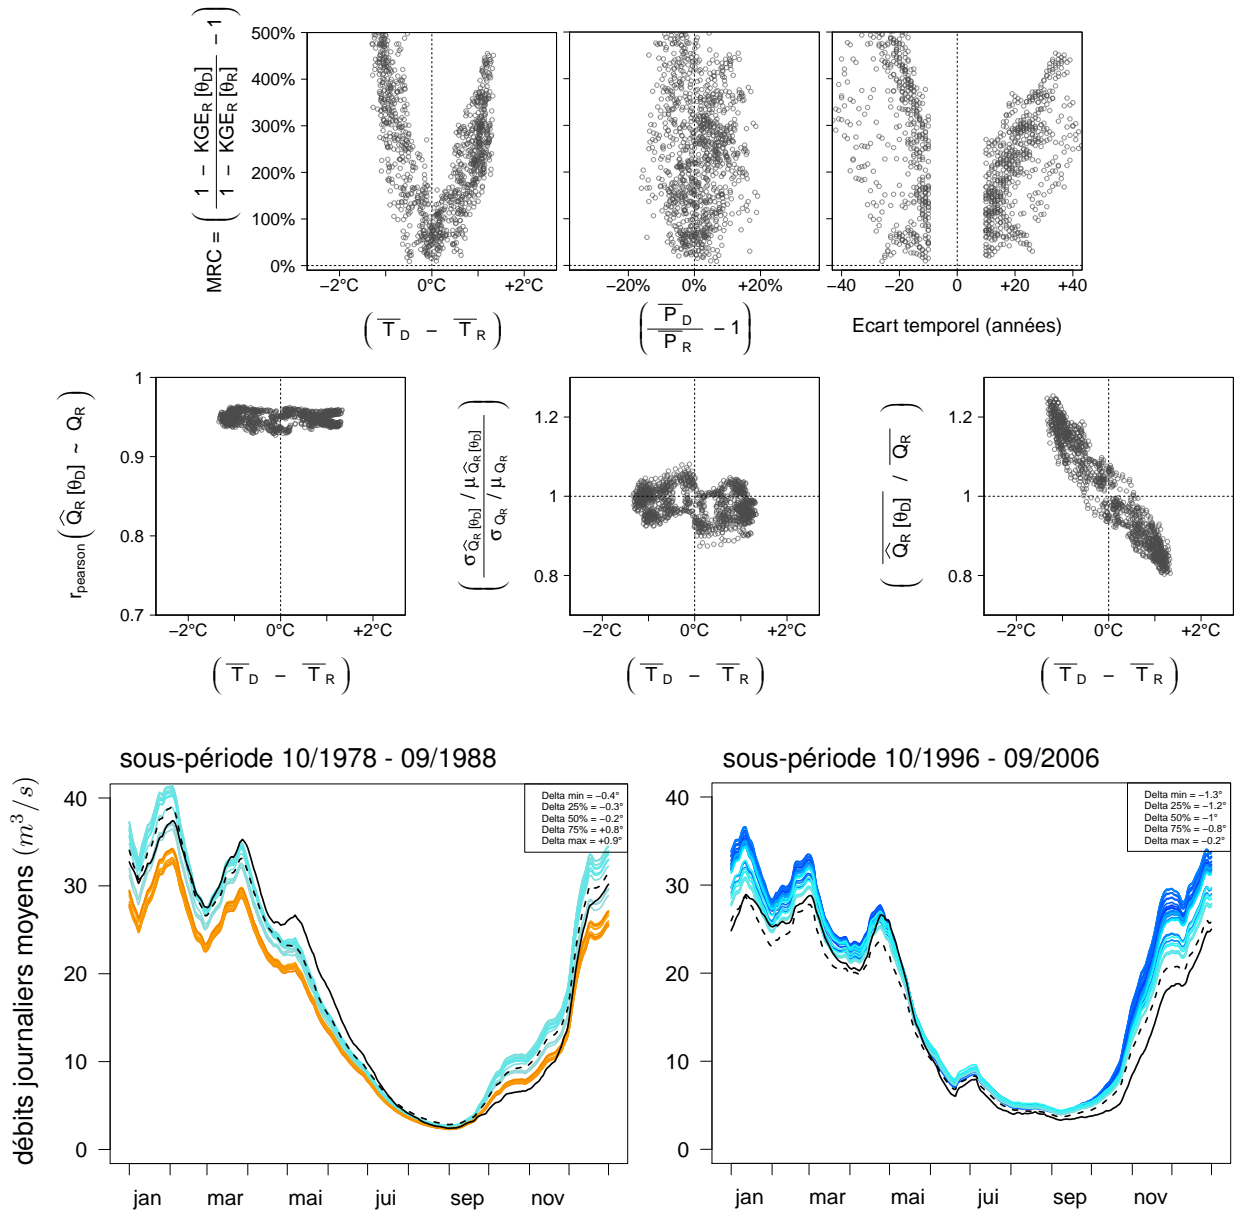 MRC = ( 1 − KGE_R [θ_D] / 1 − KGE_R [θ_R] − 1 )
500%
400%
300%
200%
100%
0%
−2°C 0°C +2°C
−20% 0% +20%
−40 −20 0 +20 +40
( T̅_D − T̅_R )
( P̅_D / P̅_R − 1 )
Ecart temporel (années)
r_pearson ( Q̂_R [θ_D] ~ Q_R )
1
0.9
0.8
0.7
−2°C 0°C +2°C
( T̅_D − T̅_R )
( σ Q̂_R [θ_D] / μ Q̂_R [θ_D] / σ Q_R / μ Q_R )
1.2
1
0.8
−2°C 0°C +2°C
( T̅_D − T̅_R )
( Q̂_R [θ_D] / Q_R )
1.2
1
0.8
−2°C 0°C +2°C
( T̅_D − T̅_R )
débits journaliers moyens (m³/s)
sous-période 10/1978 - 09/1988
Delta min = −0.4°
Delta 25% = −0.3°
Delta 50% = −0.2°
Delta 75% = +0.8°
Delta max = +0.9°
40
30
20
10
0
jan mar mai jui sep nov
sous-période 10/1996 - 09/2006
Delta min = −1.3°
Delta 25% = −1.2°
Delta 50% = −1°
Delta 75% = −0.8°
Delta max = −0.2°
40
30
20
10
0
jan mar mai jui sep nov